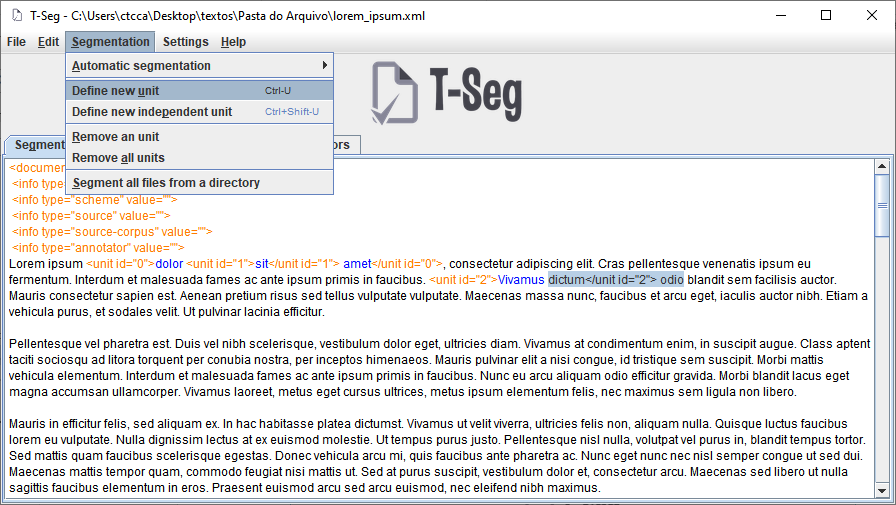 T-Seg - C:\Users\ctcca\Desktop\textos\Pasta do Arquivo\lorem_ipsum.xml
File Edit Segmentation Settings Help
Automatic segmentation
Define new unit Ctrl-U
Define new independent unit Ctrl+Shift-U
Remove an unit
Remove all units
Segment all files from a directory
T-Seg
<info type="scheme" value="">
<info type="source" value="">
<info type="source-corpus" value="">
<info type="annotator" value="">
Lorem ipsum <unit id="0">dolor <unit id="1">sit</unit id="1"> amet</unit id="0">, consectetur adipiscing elit. Cras pellentesque venenatis ipsum eu
fermentum. Interdum et malesuada fames ac ante ipsum primis in faucibus. <unit id="2">Vivamus dictum</unit id="2"> odio blandit sem facilisis auctor.
Mauris consectetur sapien est. Aenean pretium risus sed tellus vulputate vulputate. Maecenas massa nunc, faucibus et arcu eget, iaculis auctor nibh. Etiam a
vehicula purus, et sodales velit. Ut pulvinar lacinia efficitur.
Pellentesque vel pharetra est. Duis vel nibh scelerisque, vestibulum dolor eget, ultricies diam. Vivamus at condimentum enim, in suscipit augue. Class aptent
taciti sociosqu ad litora torquent per conubia nostra, per inceptos himenaeos. Mauris pulvinar elit a nisi congue, id tristique sem suscipit. Morbi mattis
vehicula elementum. Interdum et malesuada fames ac ante ipsum primis in faucibus. Nunc eu arcu aliquam odio efficitur gravida. Morbi blandit lacus eget
magna accumsan ullamcorper. Vivamus laoreet, metus eget cursus ultrices, metus ipsum elementum felis, nec maximus sem ligula non libero.
Mauris in efficitur felis, sed aliquam ex. In hac habitasse platea dictumst. Vivamus ut velit viverra, ultricies felis non, aliquam nulla. Quisque luctus faucibus
lorem eu vulputate. Nulla dignissim lectus at ex euismod molestie. Ut tempus purus justo. Pellentesque nisl nulla, volutpat vel purus in, blandit tempus tortor.
Sed mattis quam faucibus scelerisque egestas. Donec vehicula arcu mi, quis faucibus ante pharetra ac. Nunc eget nunc nec nisl semper congue ut sed dui.
Maecenas mattis tempor quam, commodo feugiat nisi mattis ut. Sed at purus suscipit, vestibulum dolor et, consectetur arcu. Maecenas sed libero ut nulla
sagittis faucibus elementum in eros. Praesent euismod arcu sed arcu euismod, nec eleifend nibh maximus.